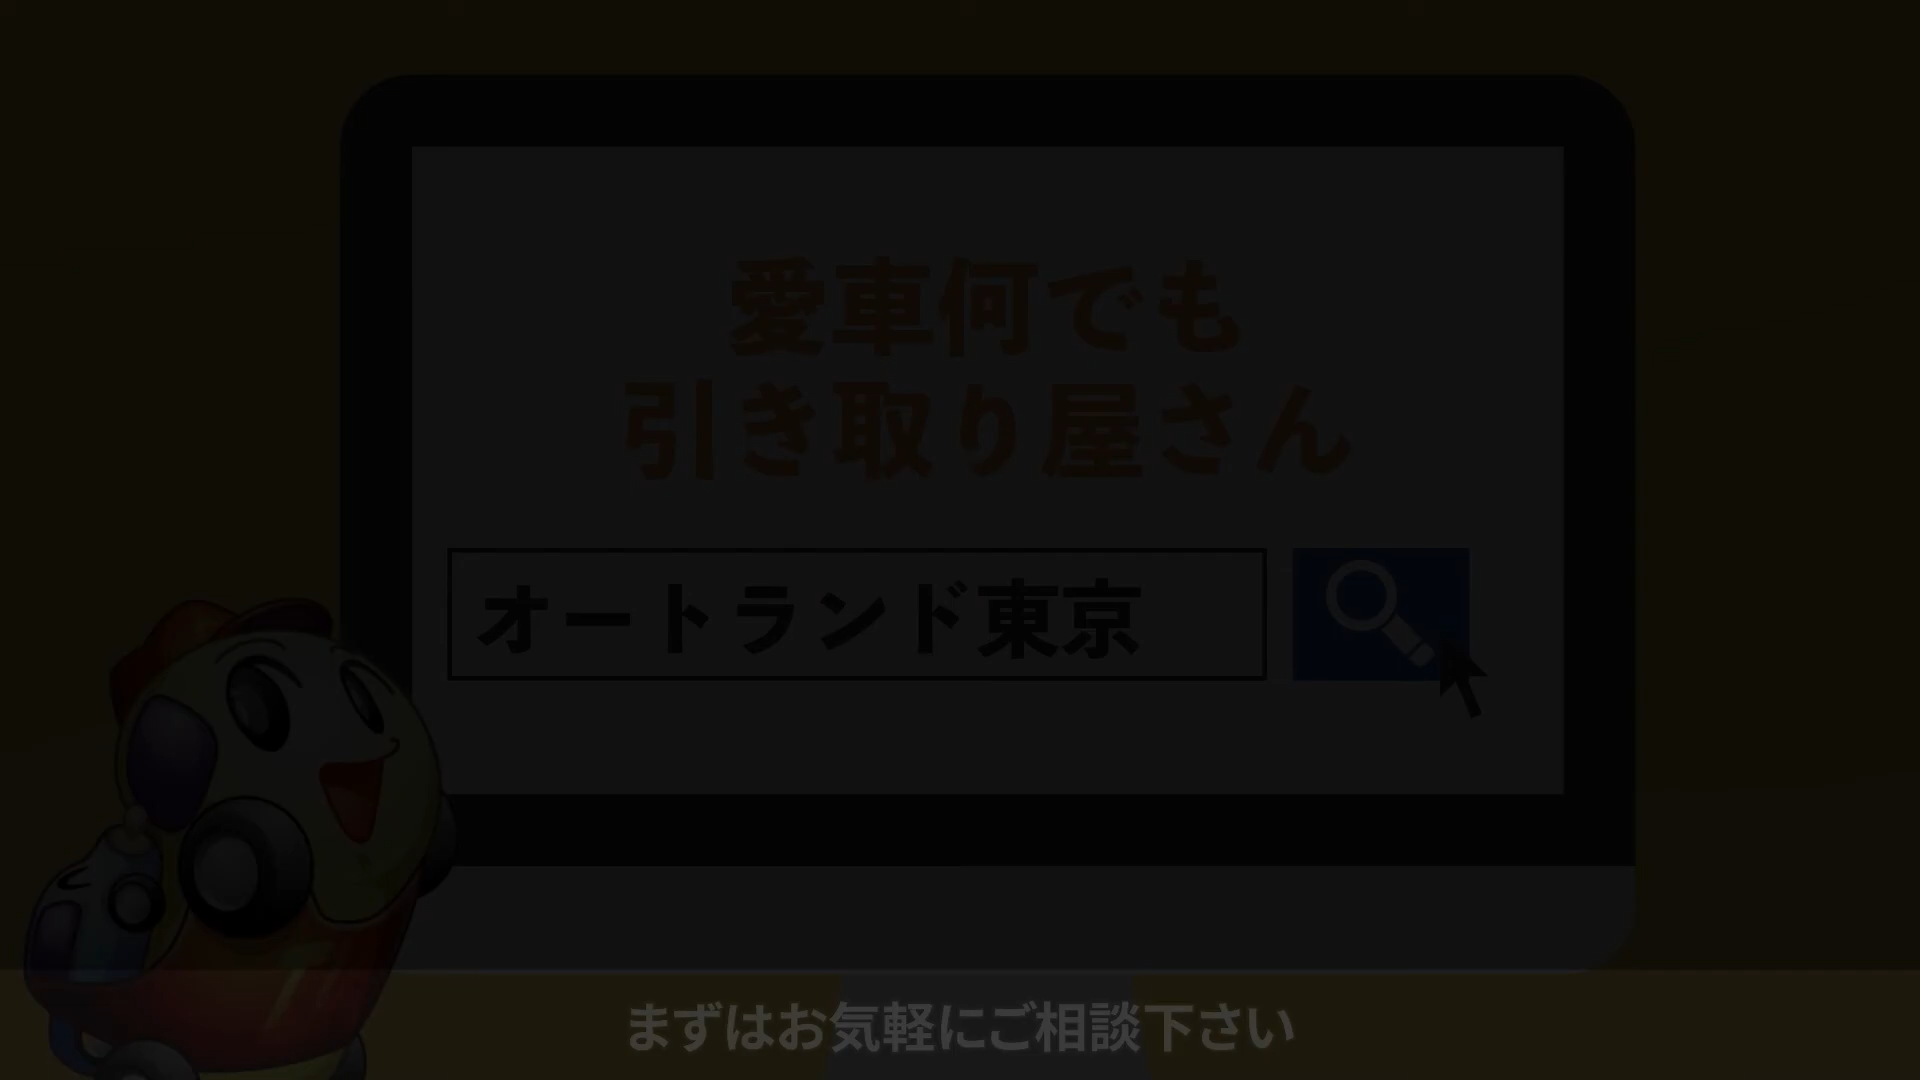 愛車何でも
引き取り屋さん
オートランド東京
まずはお気軽にご相談下さい